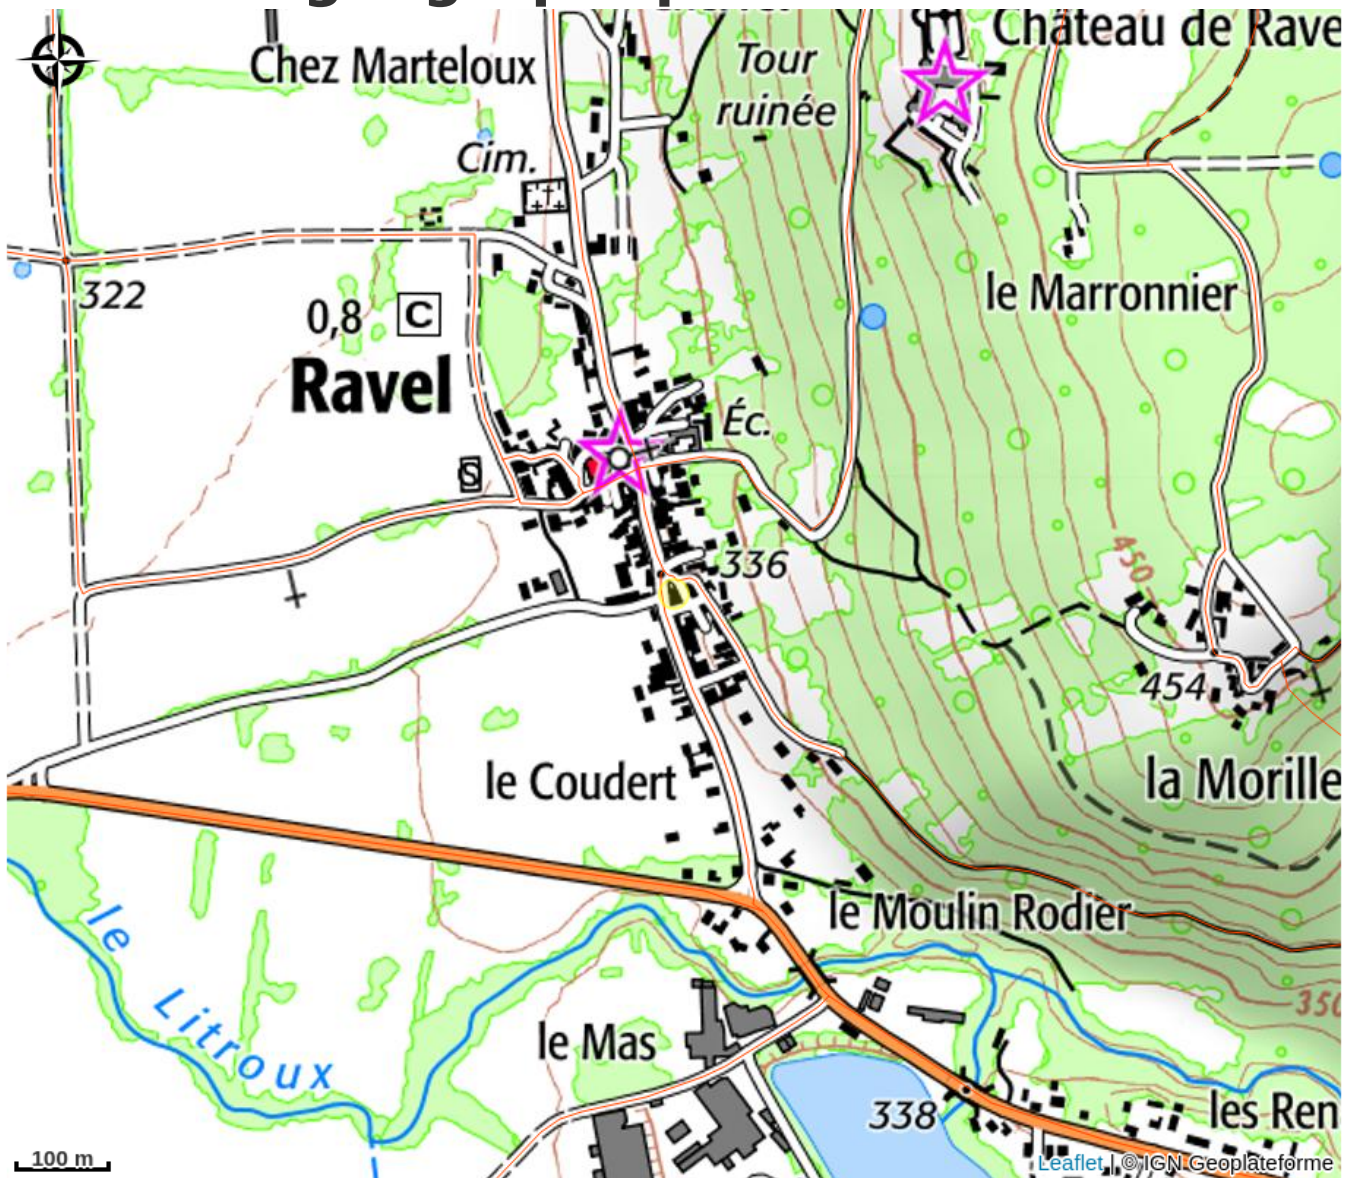 Château de Rave
Tour
ruinée
Chez Marteloux
Cim.
le Marronnier
322
0,8 C
Ravel
Éc.
S
336
450
454
le Coudert
la Morille
le Moulin Rodier
le Litroux
350
le Mas
338
les Ren
100 m
Leaflet | © IGN Geoplateforme